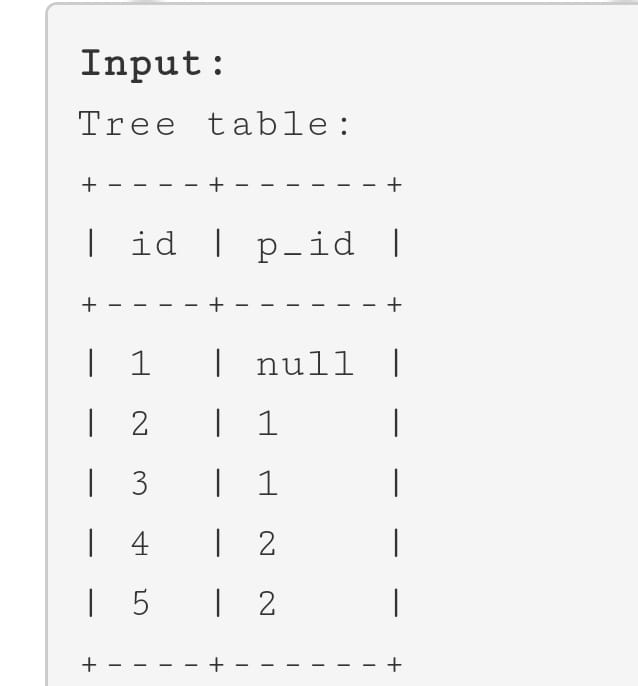 Input:
Tree table:
+----+------+
| id | p_id |
+----+------+
| 1  | null |
| 2  | 1    |
| 3  | 1    |
| 4  | 2    |
| 5  | 2    |
+----+------+